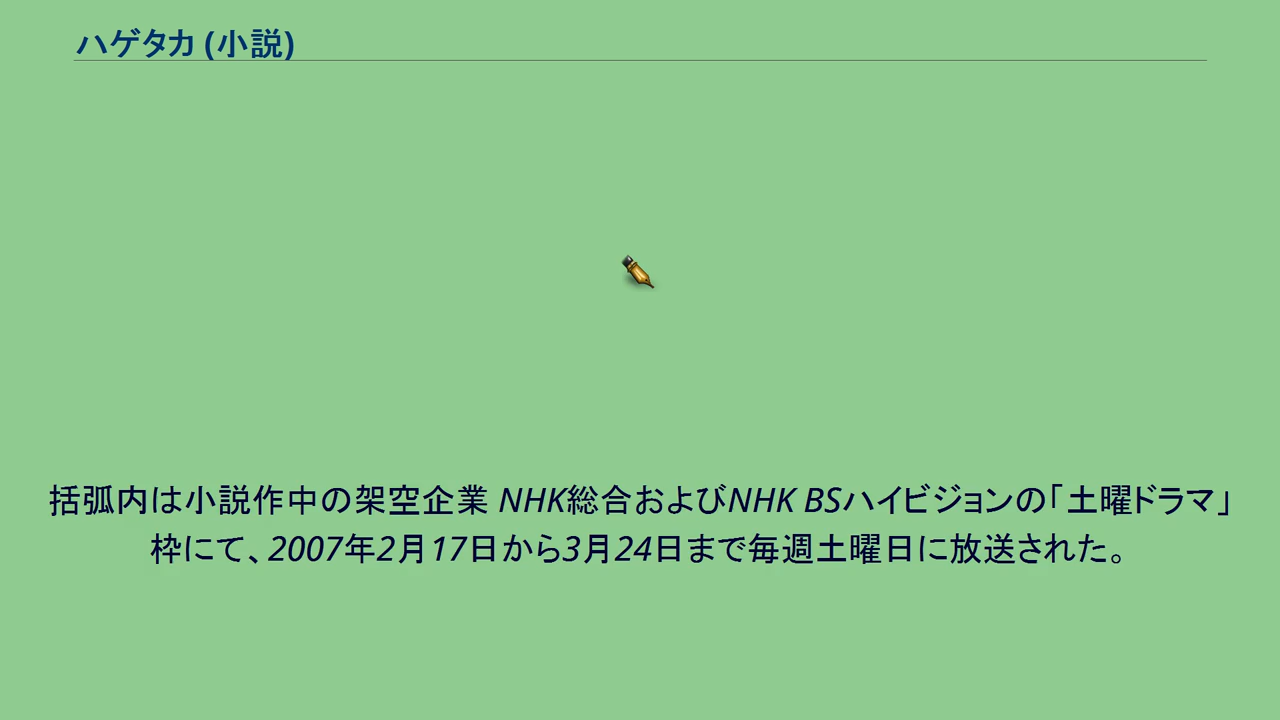 ハゲタカ (小説)
括弧内は小説作中の架空企業 NHK総合およびNHK BSハイビジョンの「土曜ドラマ」
枠にて、2007年2月17日から3月24日まで毎週土曜日に放送された。